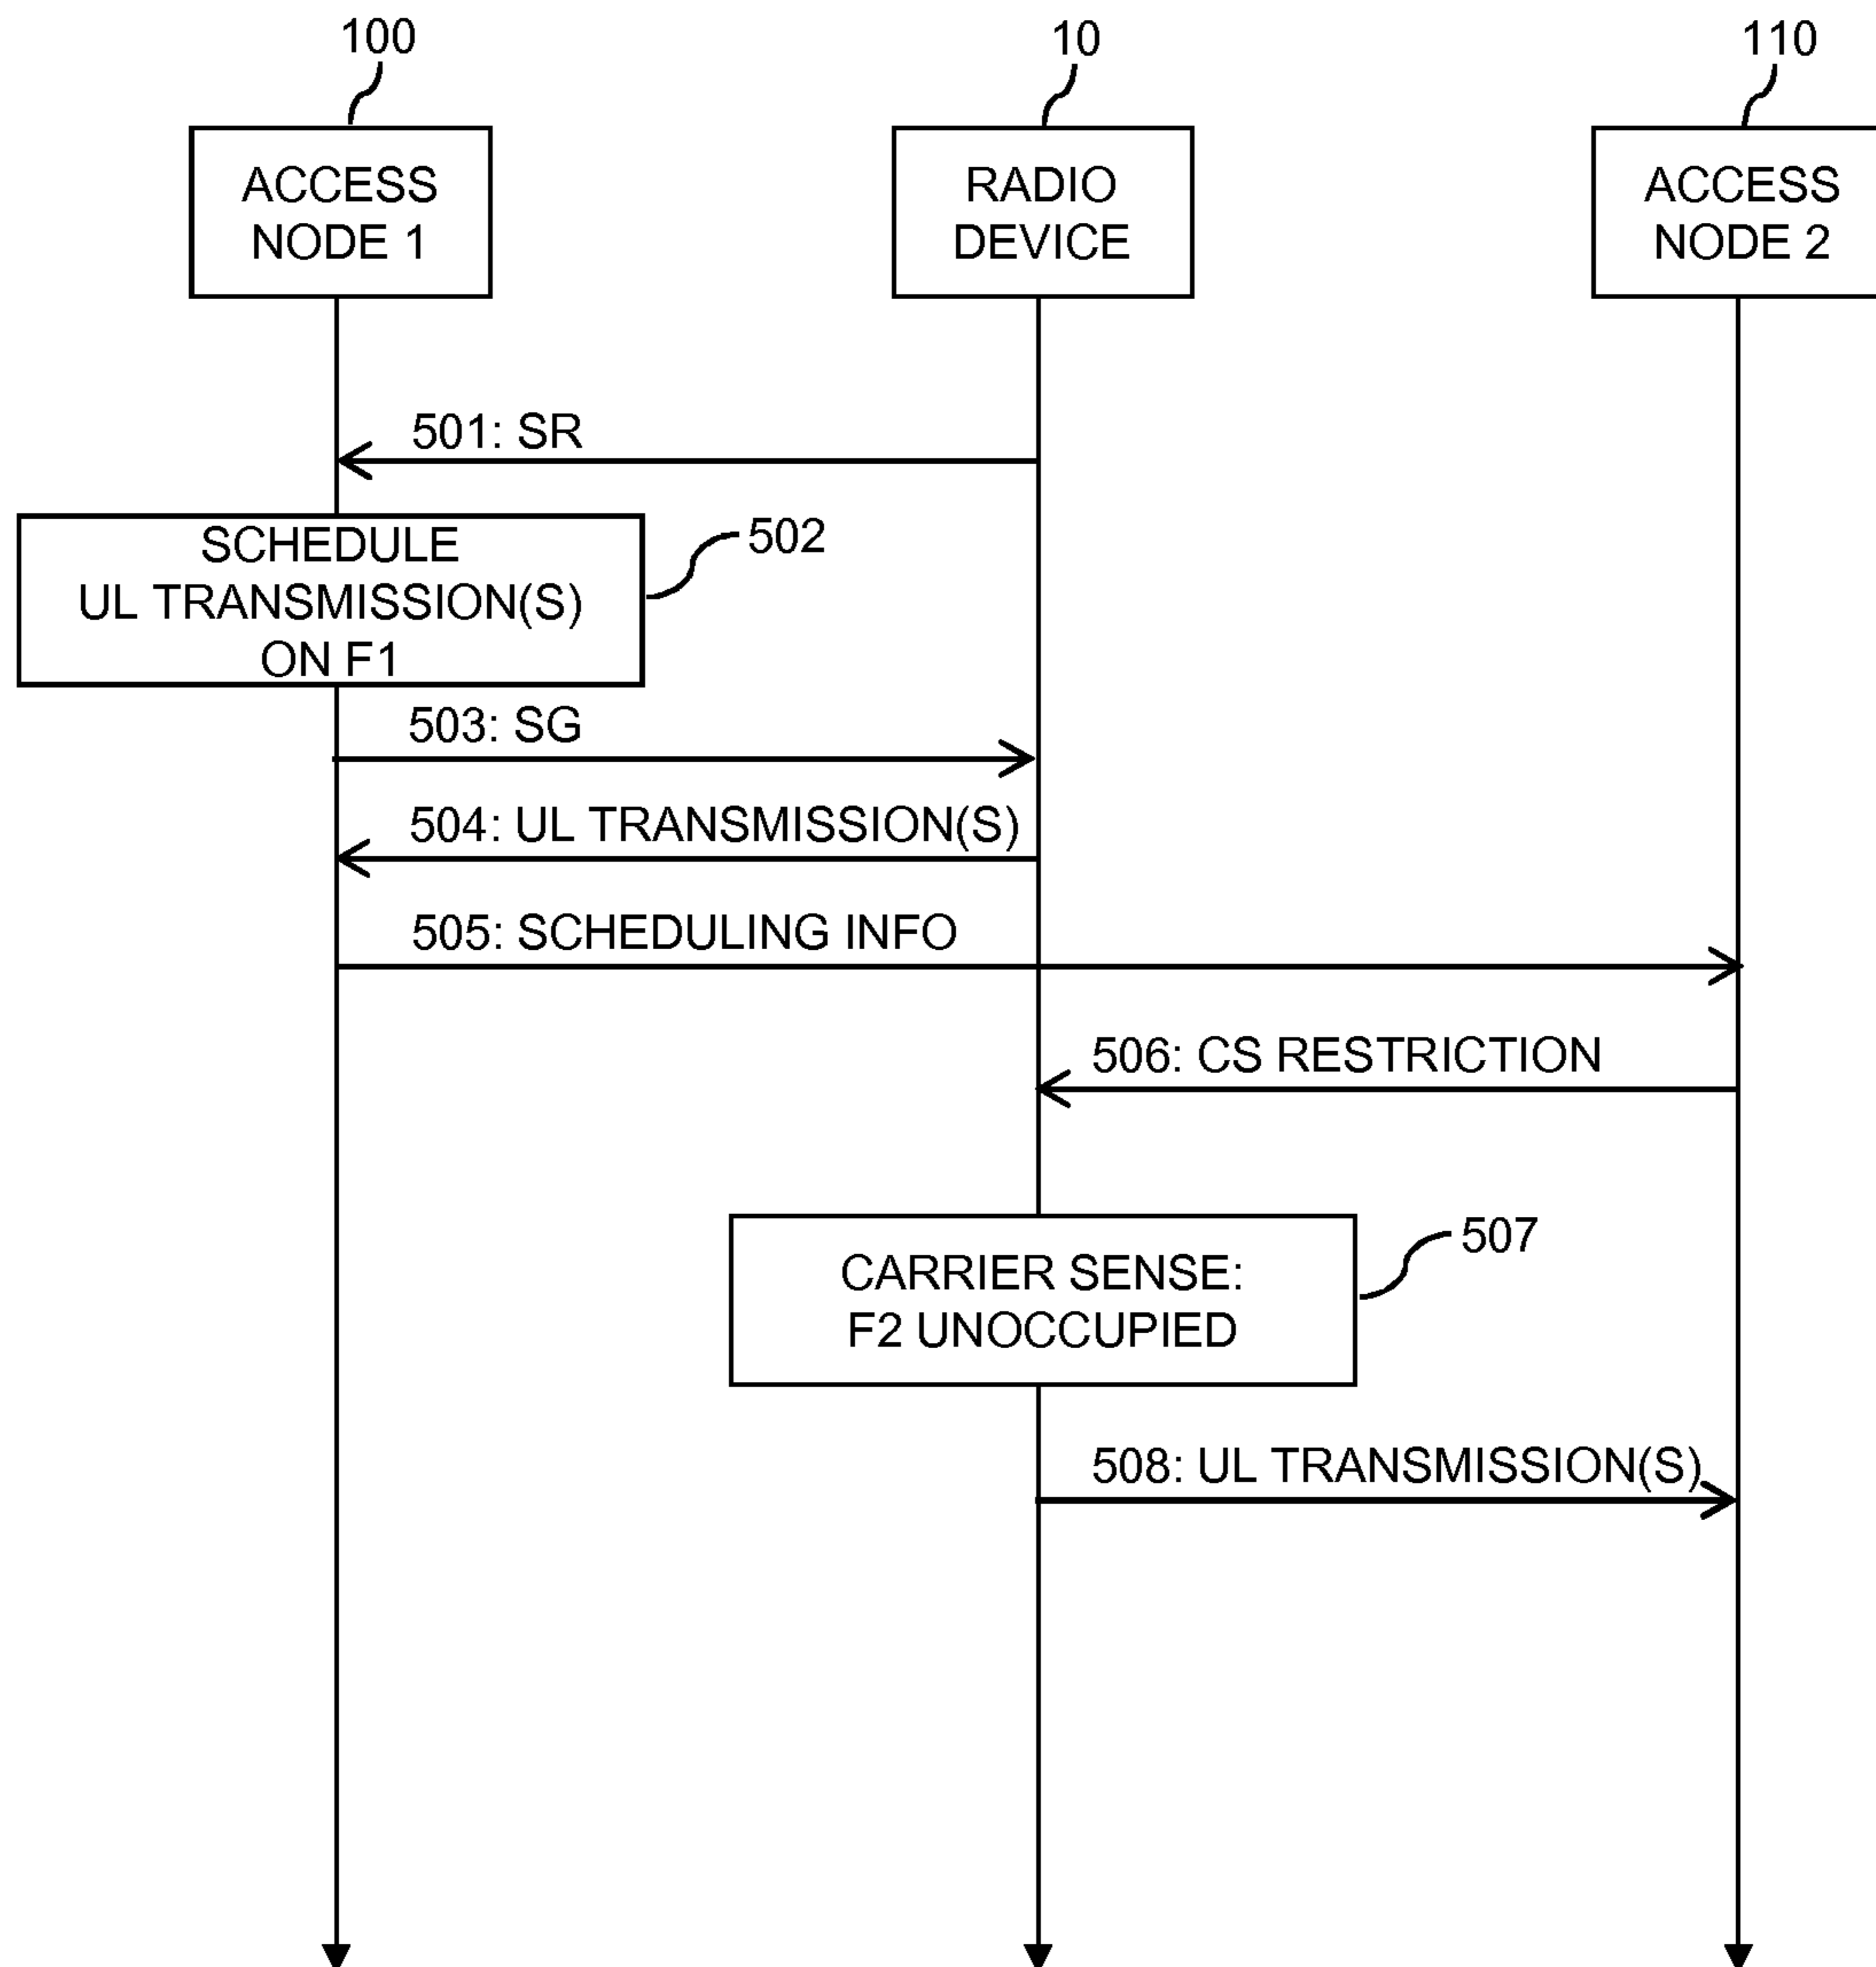 100
10
110
ACCESS
NODE 1
RADIO
DEVICE
ACCESS
NODE 2
501: SR
SCHEDULE
UL TRANSMISSION(S)
ON F1
502
503: SG
504: UL TRANSMISSION(S)
505: SCHEDULING INFO
506: CS RESTRICTION
CARRIER SENSE:
F2 UNOCCUPIED
507
508: UL TRANSMISSION(S)